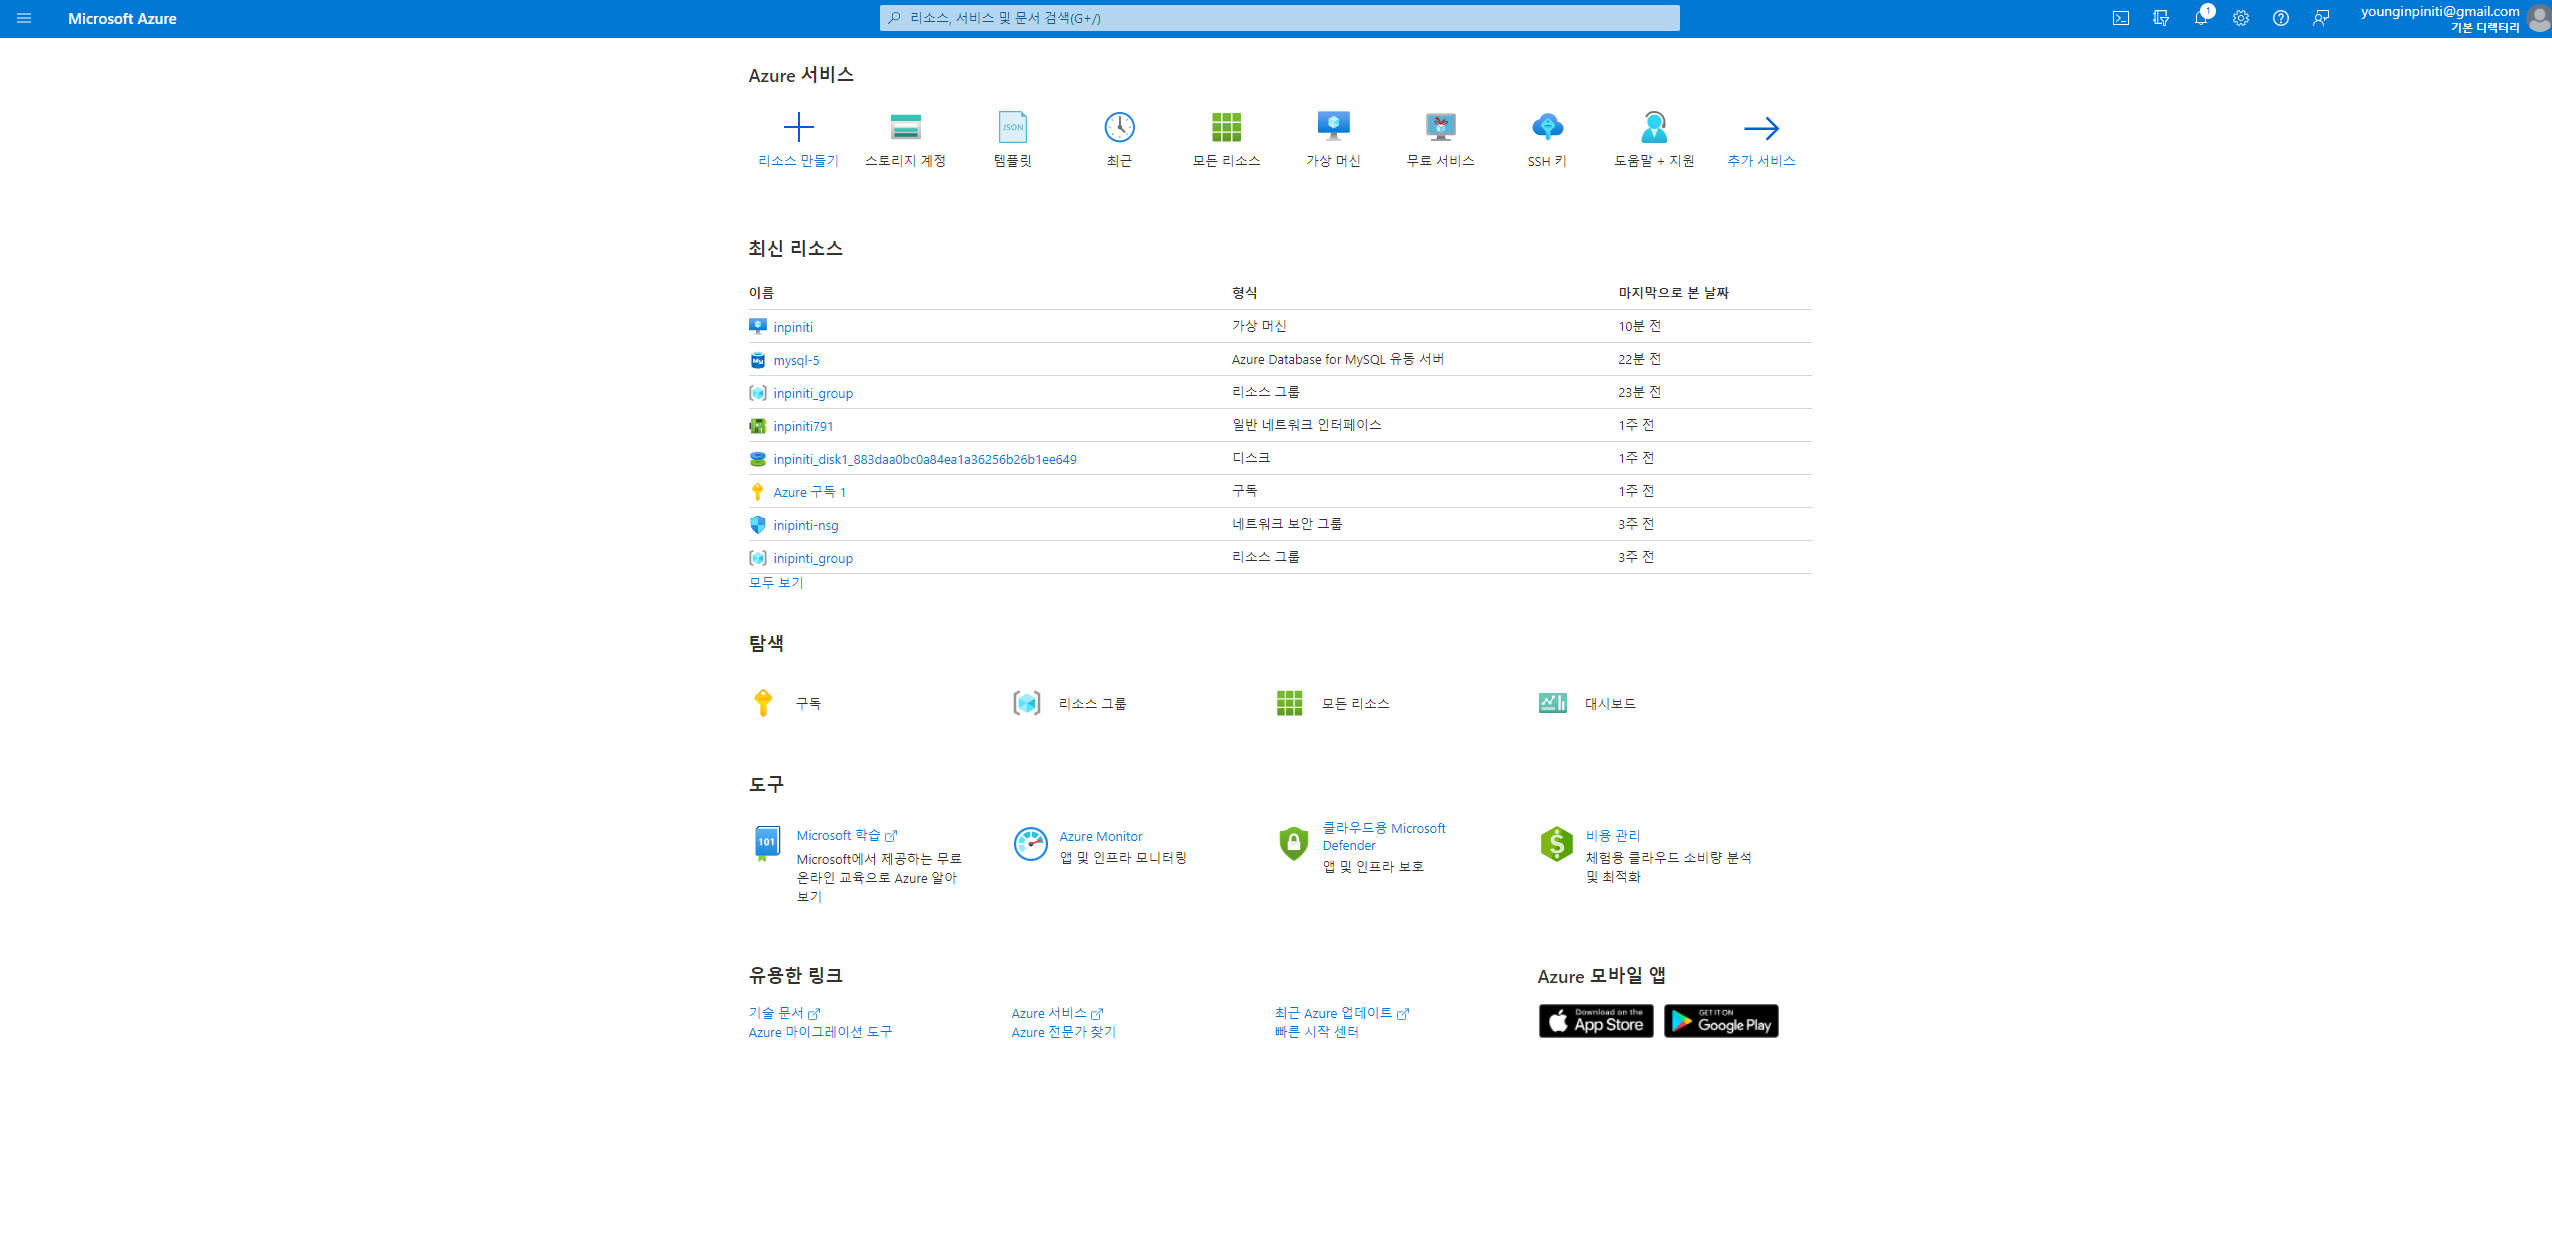 Microsoft Azure
리소스, 서비스 및 문서 검색(G+/)
1
younginpiniti@gmail.com
기본 디렉터리
Azure 서비스
리소스 만들기
스토리지 계정
JSON
템플릿
최근
모든 리소스
가상 머신
무료 서비스
SSH 키
도움말 + 지원
추가 서비스
최신 리소스
이름 형식 마지막으로 본 날짜
inpiniti 가상 머신 10분 전
My
mysql-5 Azure Database for MySQL 유동 서버 22분 전
inpiniti_group 리소스 그룹 23분 전
inpiniti791 일반 네트워크 인터페이스 1주 전
inpiniti_disk1_883daa0bc0a84ea1a36256b26b1ee649 디스크 1주 전
Azure 구독 1 구독 1주 전
inipinti-nsg 네트워크 보안 그룹 3주 전
inipinti_group 리소스 그룹 3주 전
모두 보기
탐색
구독
리소스 그룹
모든 리소스
대시보드
도구
101
Microsoft 학습
Microsoft에서 제공하는 무료
온라인 교육으로 Azure 알아
보기
Azure Monitor
앱 및 인프라 모니터링
클라우드용 Microsoft
Defender
앱 및 인프라 보호
$
비용 관리
체험용 클라우드 소비량 분석
및 최적화
유용한 링크
기술 문서
Azure 마이그레이션 도구
Azure 서비스
Azure 전문가 찾기
최근 Azure 업데이트
빠른 시작 센터
Azure 모바일 앱
Download on the
App Store
GET IT ON
Google Play